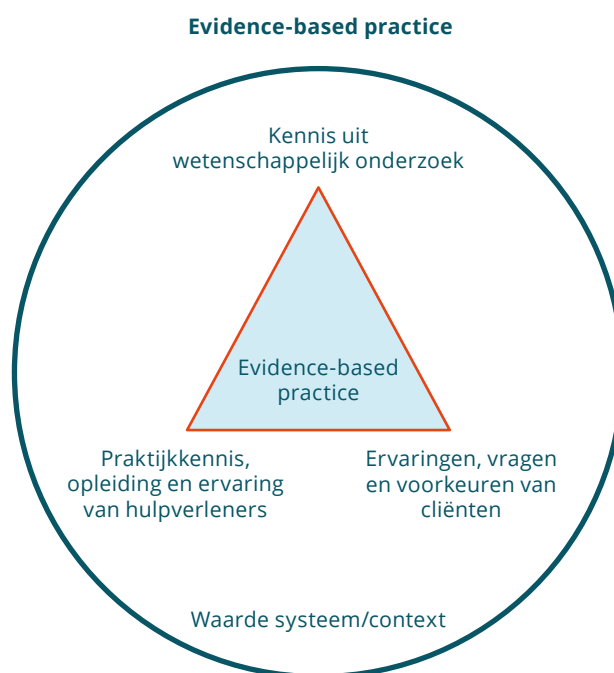 Evidence-based practice
Kennis uit
wetenschappelijk onderzoek
Evidence-based
practice
Praktijkkennis,
opleiding en ervaring
van hulpverleners
Ervaringen, vragen
en voorkeuren van
cliënten
Waarde systeem/context